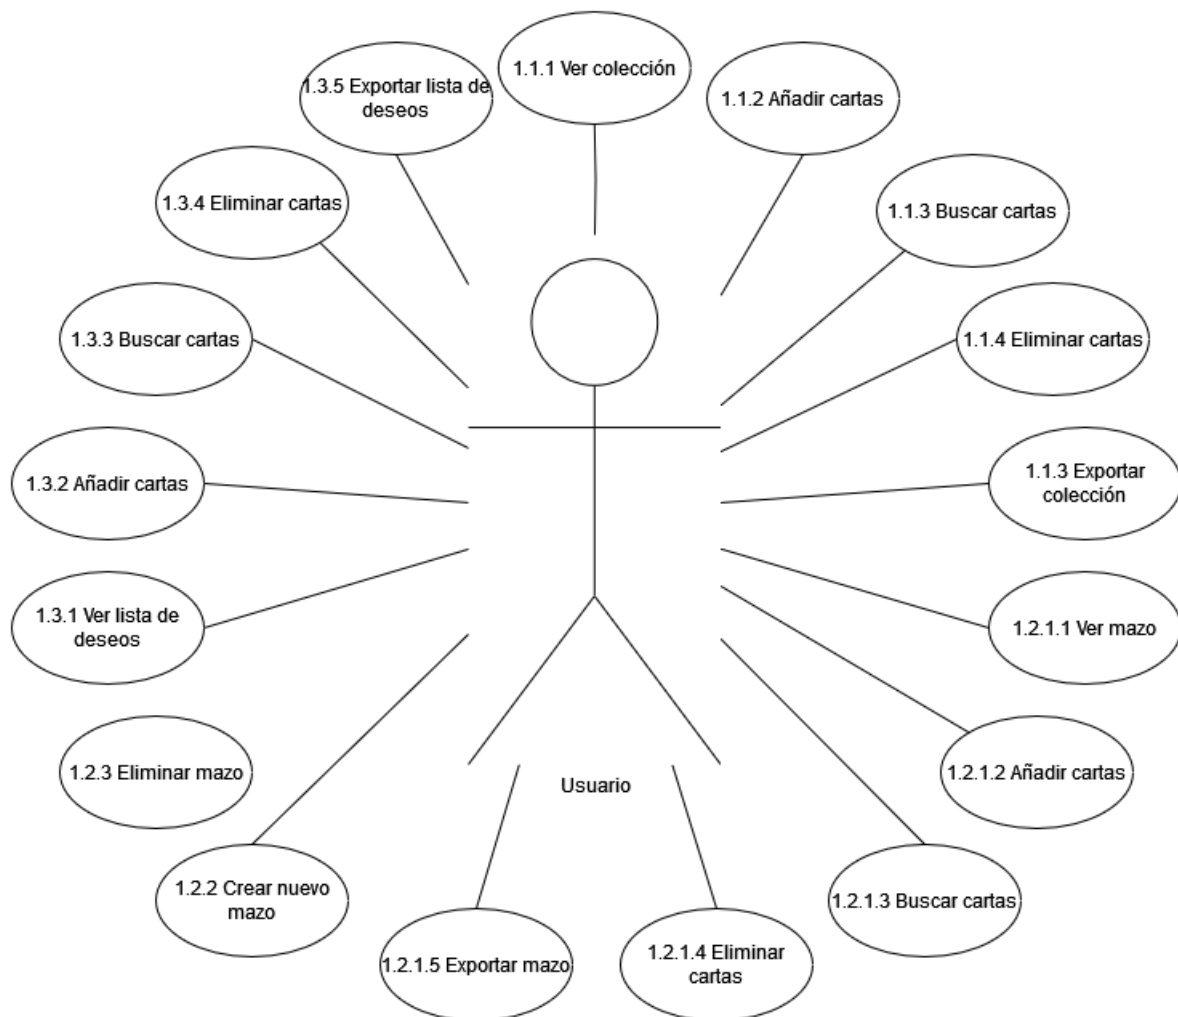 1.1.1 Ver colección
1.3.5 Exportar lista de
deseos
1.1.2 Añadir cartas
1.3.4 Eliminar cartas
1.1.3 Buscar cartas
1.3.3 Buscar cartas
1.1.4 Eliminar cartas
1.3.2 Añadir cartas
1.1.3 Exportar
colección
1.3.1 Ver lista de
deseos
1.2.1.1 Ver mazo
1.2.3 Eliminar mazo
Usuario
1.2.1.2 Añadir cartas
1.2.2 Crear nuevo
mazo
1.2.1.3 Buscar cartas
1.2.1.5 Exportar mazo
1.2.1.4 Eliminar
cartas